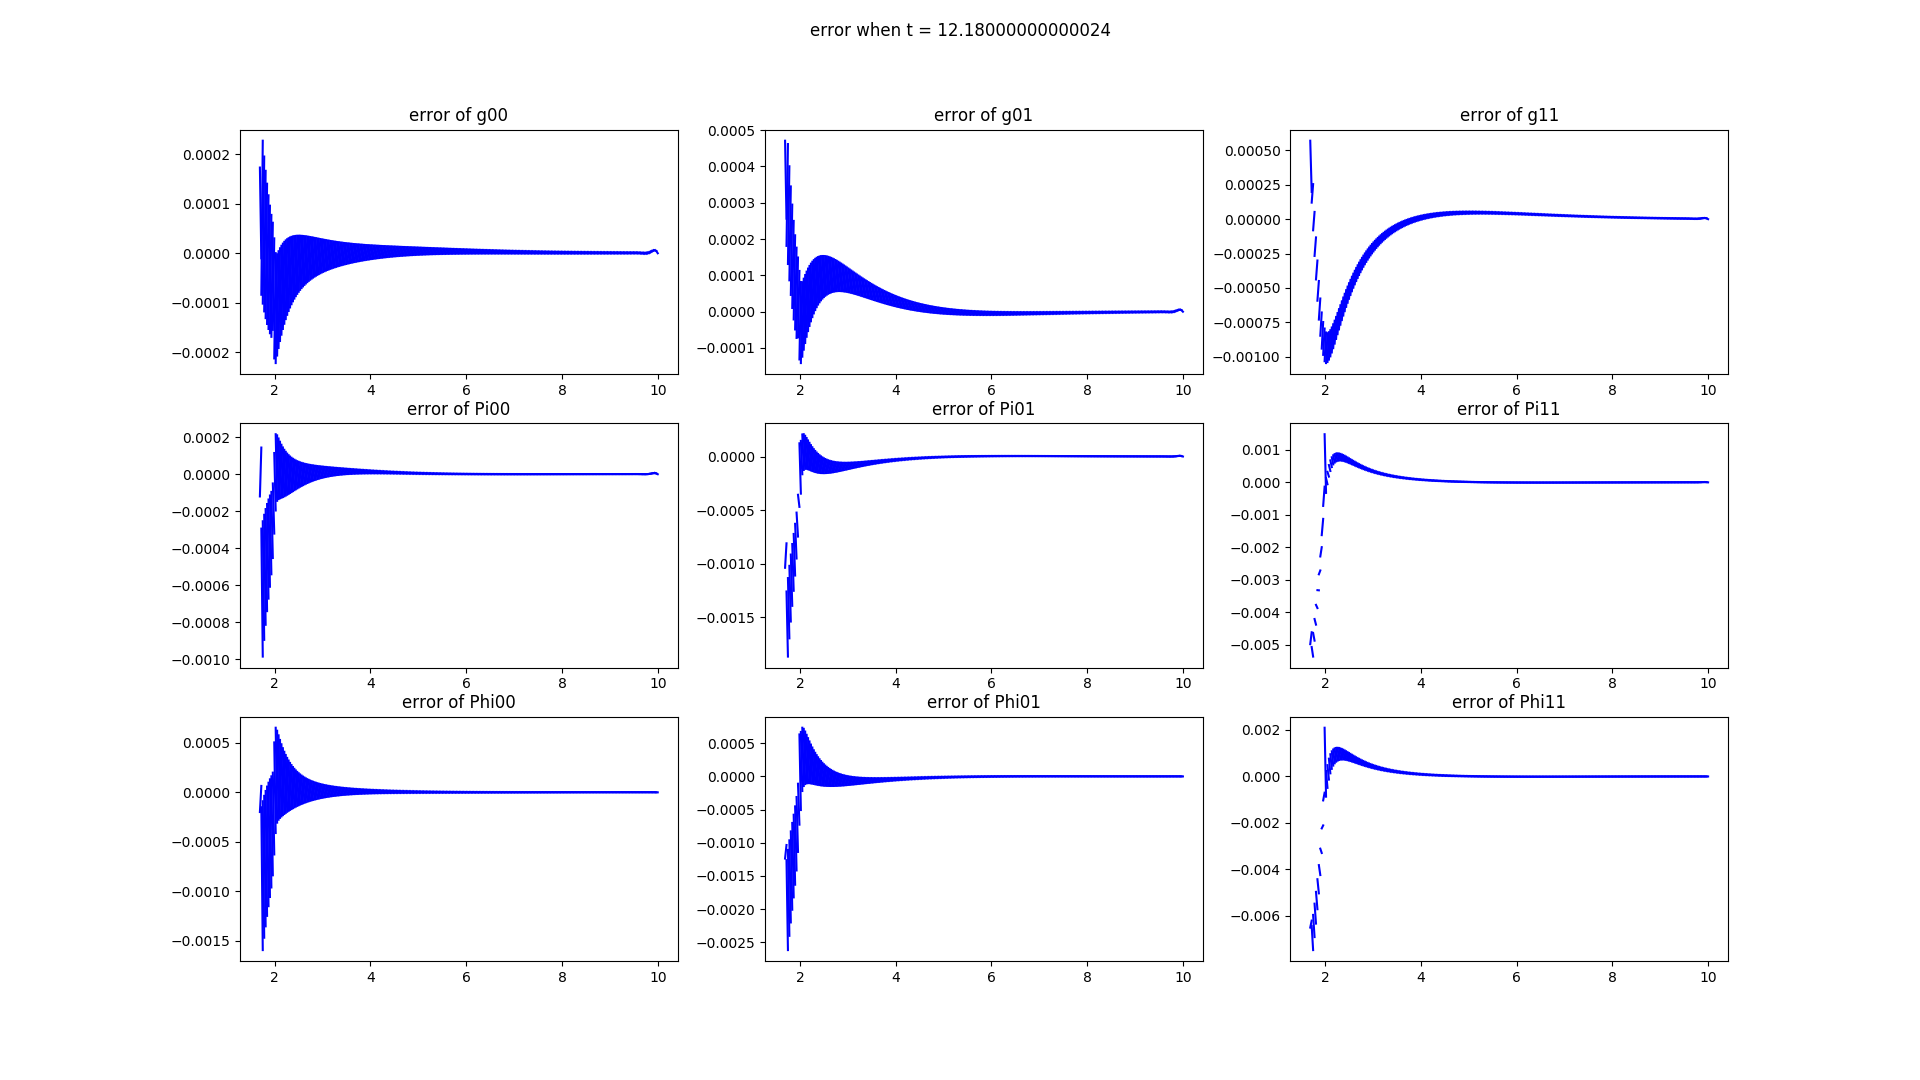 error when t = 12.18000000000024
error of g00
error of g01
error of g11
0.0002
0.0001
0.0000
−0.0001
−0.0002
2 4 6 8 10
0.0005
0.0004
0.0003
0.0002
0.0001
0.0000
−0.0001
2 4 6 8 10
0.00050
0.00025
0.00000
−0.00025
−0.00050
−0.00075
−0.00100
2 4 6 8 10
error of Pi00
error of Pi01
error of Pi11
0.0002
0.0000
−0.0002
−0.0004
−0.0006
−0.0008
−0.0010
2 4 6 8 10
0.0000
−0.0005
−0.0010
−0.0015
2 4 6 8 10
0.001
0.000
−0.001
−0.002
−0.003
−0.004
−0.005
2 4 6 8 10
error of Phi00
error of Phi01
error of Phi11
0.0005
0.0000
−0.0005
−0.0010
−0.0015
2 4 6 8 10
0.0005
0.0000
−0.0005
−0.0010
−0.0015
−0.0020
−0.0025
2 4 6 8 10
0.002
0.000
−0.002
−0.004
−0.006
2 4 6 8 10